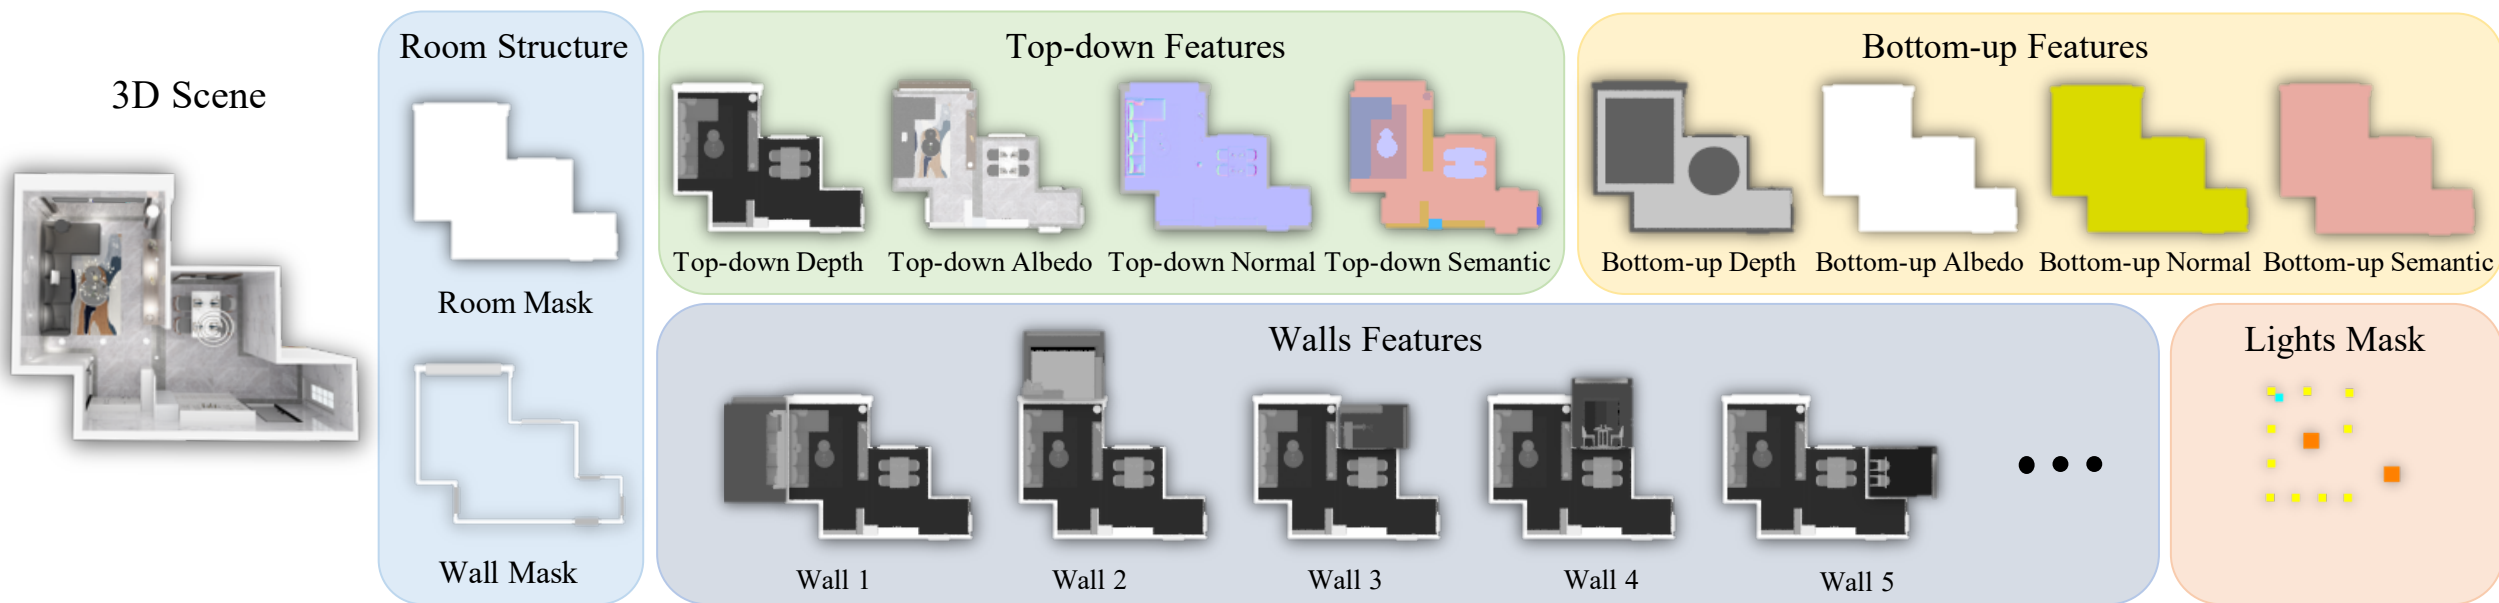 3D Scene
Room Structure
Room Mask
Wall Mask
Top-down Features
Top-down Depth
Top-down Albedo
Top-down Normal
Top-down Semantic
Bottom-up Features
Bottom-up Depth
Bottom-up Albedo
Bottom-up Normal
Bottom-up Semantic
Walls Features
Wall 1
Wall 2
Wall 3
Wall 4
Wall 5
Lights Mask